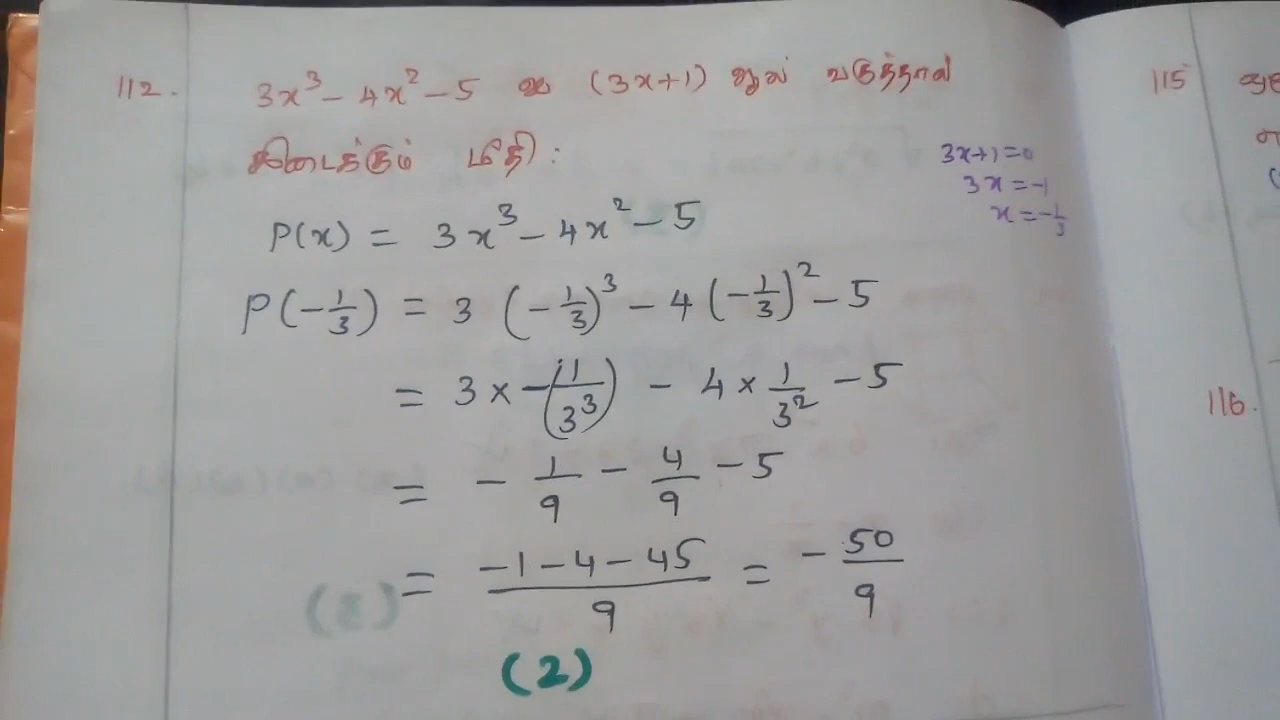 112. 3x³ - 4x² - 5 ஐ (3x+1) ஆல் வகுத்தால்
கிடைக்கும் மீதி :
3x+1=0
3x = -1
x = -1/3
P(x) = 3x³ - 4x² - 5
P(-1/3) = 3 (-1/3)³ - 4 (-1/3)² - 5
= 3 × -(1/3³) - 4 × 1/3² - 5
= - 1/9 - 4/9 - 5
= (-1 - 4 - 45)/9 = - 50/9
(2)
115
116.